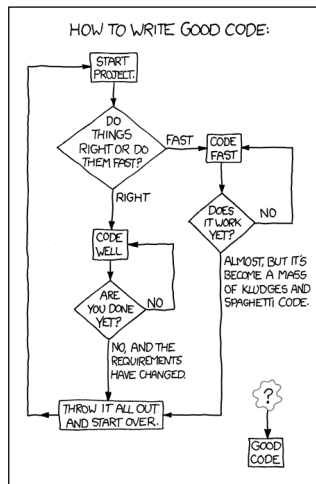 HOW TO WRITE GOOD CODE:
START
PROJECT.
DO
THINGS
RIGHT OR DO
THEM FAST?
FAST
CODE
FAST
RIGHT
DOES
IT WORK
YET?
NO
CODE
WELL
ALMOST, BUT IT'S
BECOME A MASS
OF KLUDGES AND
SPAGHETTI CODE.
ARE
YOU DONE
YET?
NO
NO, AND THE
REQUIREMENTS
HAVE CHANGED.
THROW IT ALL OUT
AND START OVER.
?
GOOD
CODE